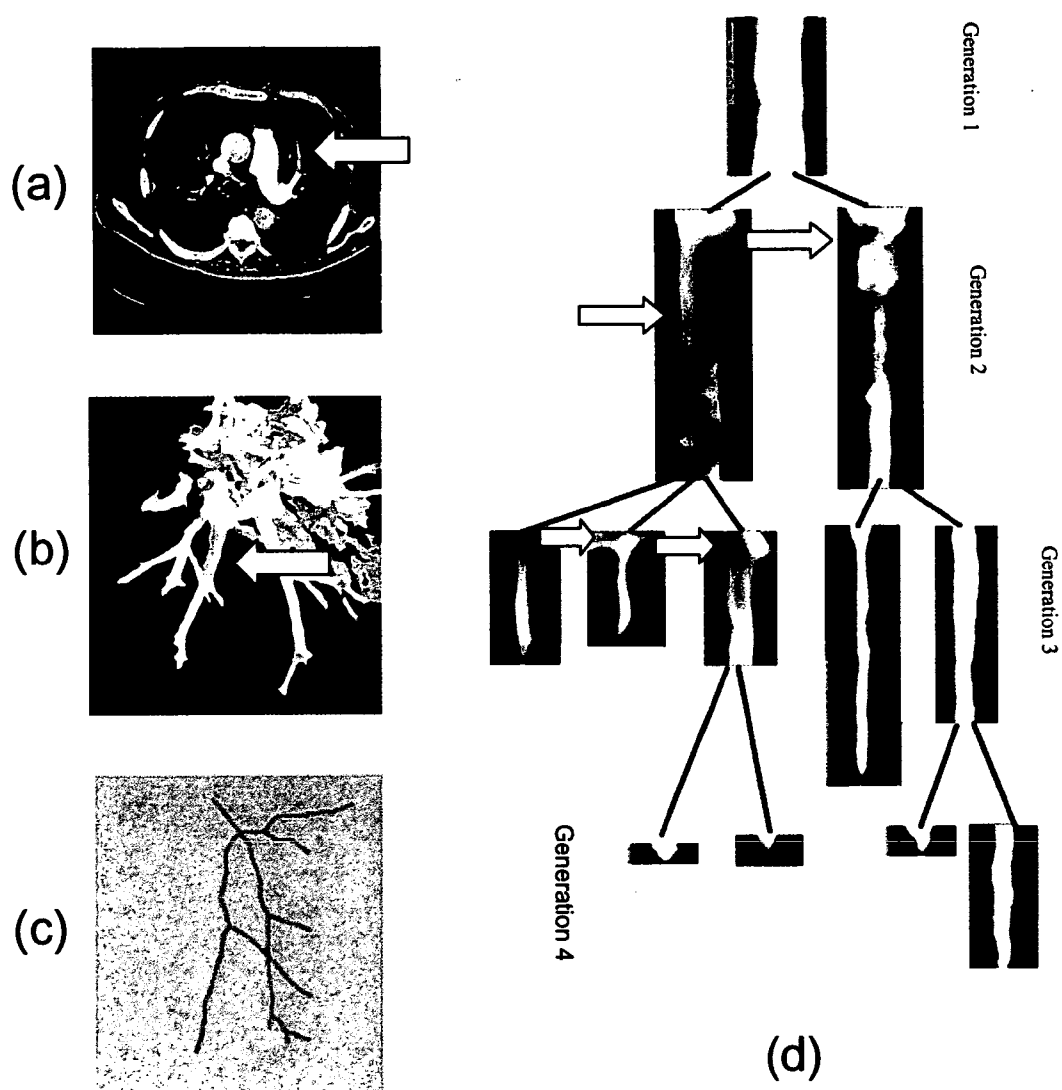 (a)
(b)
(c)
(d)
Generation 1
Generation 2
Generation 3
Generation 4